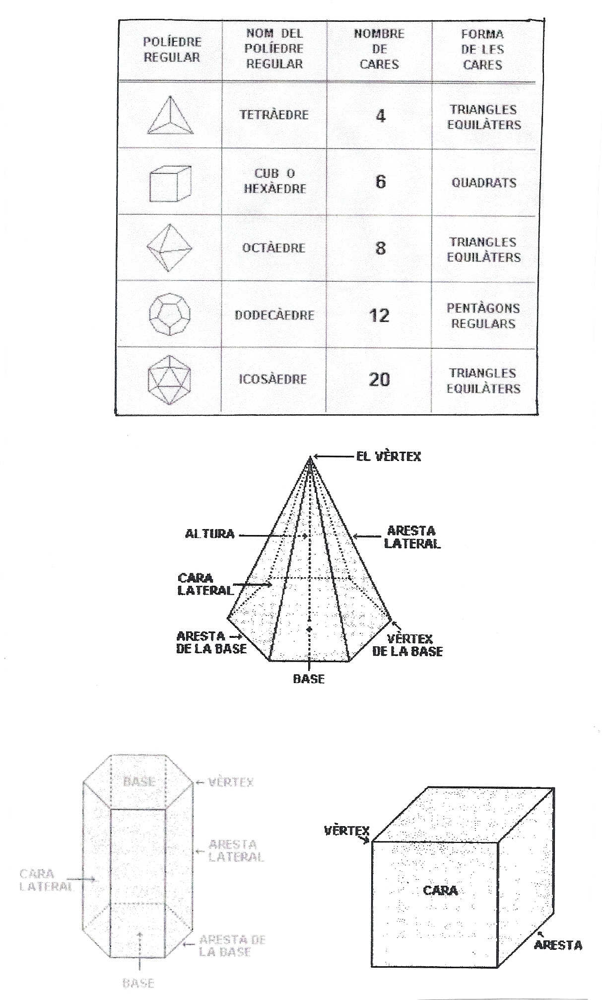 POLÍEDRE
REGULAR
NOM DEL
POLÍEDRE
REGULAR
NOMBRE
DE
CARES
FORMA
DE LES
CARES
TETRÀEDRE
4
TRIANGLES
EQUILÀTERS
CUB O
HEXÀEDRE
6
QUADRATS
OCTÀEDRE
8
TRIANGLES
EQUILÀTERS
DODECÀEDRE
12
PENTÀGONS
REGULARS
ICOSÀEDRE
20
TRIANGLES
EQUILÀTERS
EL VÈRTEX
ALTURA
ARESTA
LATERAL
CARA
LATERAL
ARESTA
DE LA BASE
VÈRTEX
DE LA BASE
BASE
BASE
VÈRTEX
ARESTA
LATERAL
CARA
LATERAL
ARESTA DE
LA BASE
BASE
VÈRTEX
CARA
ARESTA